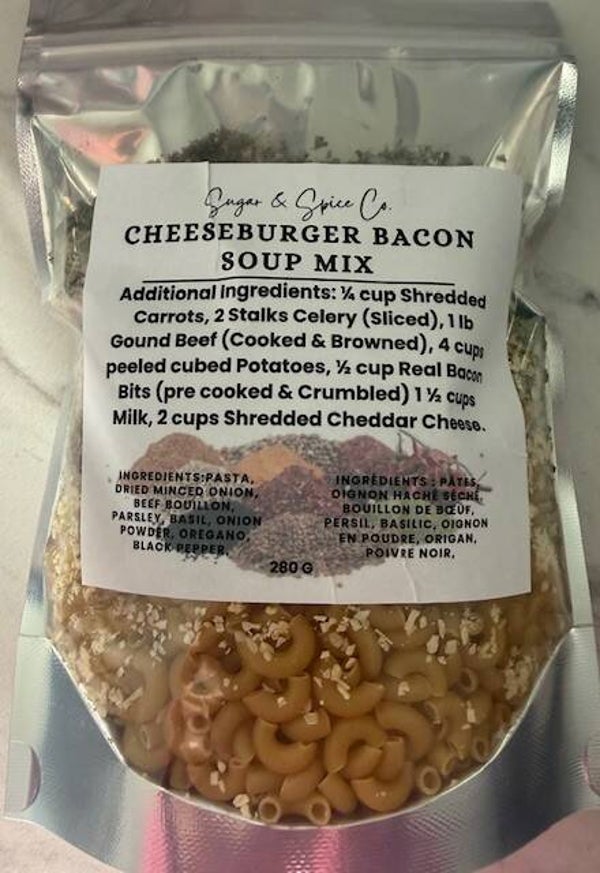 Sugar & Spice Co.
CHEESEBURGER BACON
SOUP MIX
Additional Ingredients: ¼ cup Shredded
Carrots, 2 Stalks Celery (Sliced), 1 lb
Gound Beef (Cooked & Browned), 4 cups
peeled cubed Potatoes, ½ cup Real Bacon
Bits (pre cooked & Crumbled) 1 ½ cups
Milk, 2 cups Shredded Cheddar Cheese.
INGREDIENTS:PASTA,
DRIED MINCED ONION,
BEEF BOUILLON,
PARSLEY, BASIL, ONION
POWDER, OREGANO,
BLACK PEPPER,
INGRÉDIENTS : PÂTES,
OIGNON HACHÉ SÉCHÉ,
BOUILLON DE BŒUF,
PERSIL, BASILIC, OIGNON
EN POUDRE, ORIGAN,
POIVRE NOIR,
280 G